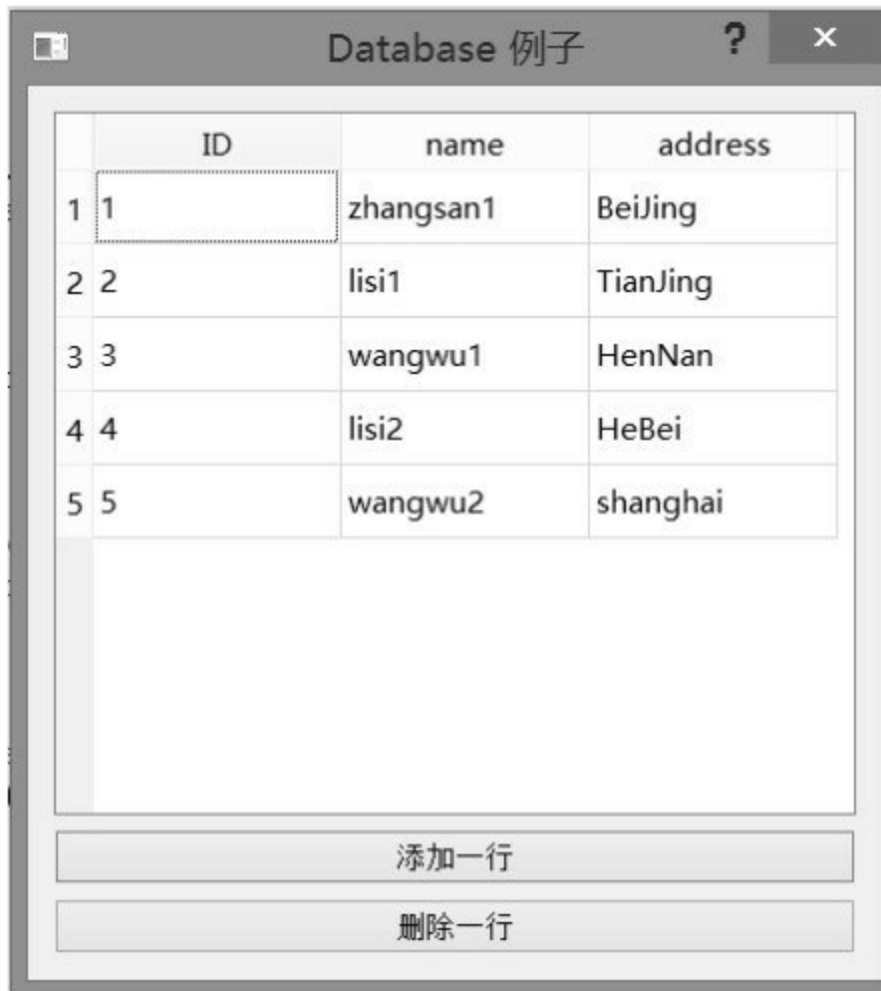 Database 例子 ? ×
ID name address
1 1 zhangsan1 BeiJing
2 2 lisi1 TianJing
3 3 wangwu1 HenNan
4 4 lisi2 HeBei
5 5 wangwu2 shanghai
添加一行
删除一行